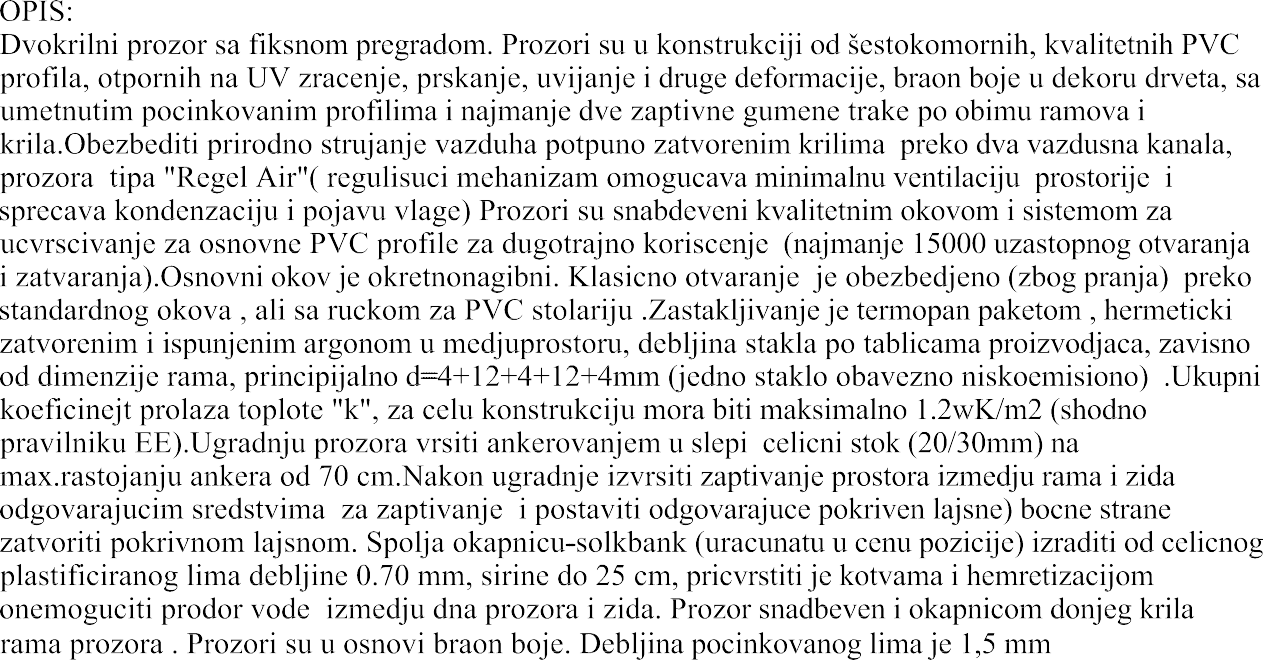 OPIS:
Dvokrilni prozor sa fiksnom pregradom. Prozori su u konstrukciji od šestokomornih, kvalitetnih PVC
profila, otpornih na UV zracenje, prskanje, uvijanje i druge deformacije, braon boje u dekoru drveta, sa
umetnutim pocinkovanim profilima i najmanje dve zaptivne gumene trake po obimu ramova i
krila.Obezbediti prirodno strujanje vazduha potpuno zatvorenim krilima  preko dva vazdusna kanala,
prozora  tipa "Regel Air"( regulisuci mehanizam omogucava minimalnu ventilaciju  prostorije  i
sprecava kondenzaciju i pojavu vlage) Prozori su snabdeveni kvalitetnim okovom i sistemom za
ucvrscivanje za osnovne PVC profile za dugotrajno koriscenje  (najmanje 15000 uzastopnog otvaranja
i zatvaranja).Osnovni okov je okretnonagibni. Klasicno otvaranje  je obezbedjeno (zbog pranja)  preko
standardnog okova , ali sa ruckom za PVC stolariju .Zastakljivanje je termopan paketom , hermeticki
zatvorenim i ispunjenim argonom u medjuprostoru, debljina stakla po tablicama proizvodjaca, zavisno
od dimenzije rama, principijalno d=4+12+4+12+4mm (jedno staklo obavezno niskoemisiono)  .Ukupni
koeficinejt prolaza toplote "k", za celu konstrukciju mora biti maksimalno 1.2wK/m2 (shodno
pravilniku EE).Ugradnju prozora vrsiti ankerovanjem u slepi  celicni stok (20/30mm) na
max.rastojanju ankera od 70 cm.Nakon ugradnje izvrsiti zaptivanje prostora izmedju rama i zida
odgovarajucim sredstvima  za zaptivanje  i postaviti odgovarajuce pokriven lajsne) bocne strane
zatvoriti pokrivnom lajsnom. Spolja okapnicu-solkbank (uracunatu u cenu pozicije) izraditi od celicnog
plastificiranog lima debljine 0.70 mm, sirine do 25 cm, pricvrstiti je kotvama i hemretizacijom
onemoguciti prodor vode  izmedju dna prozora i zida. Prozor snadbeven i okapnicom donjeg krila
rama prozora . Prozori su u osnovi braon boje. Debljina pocinkovanog lima je 1,5 mm